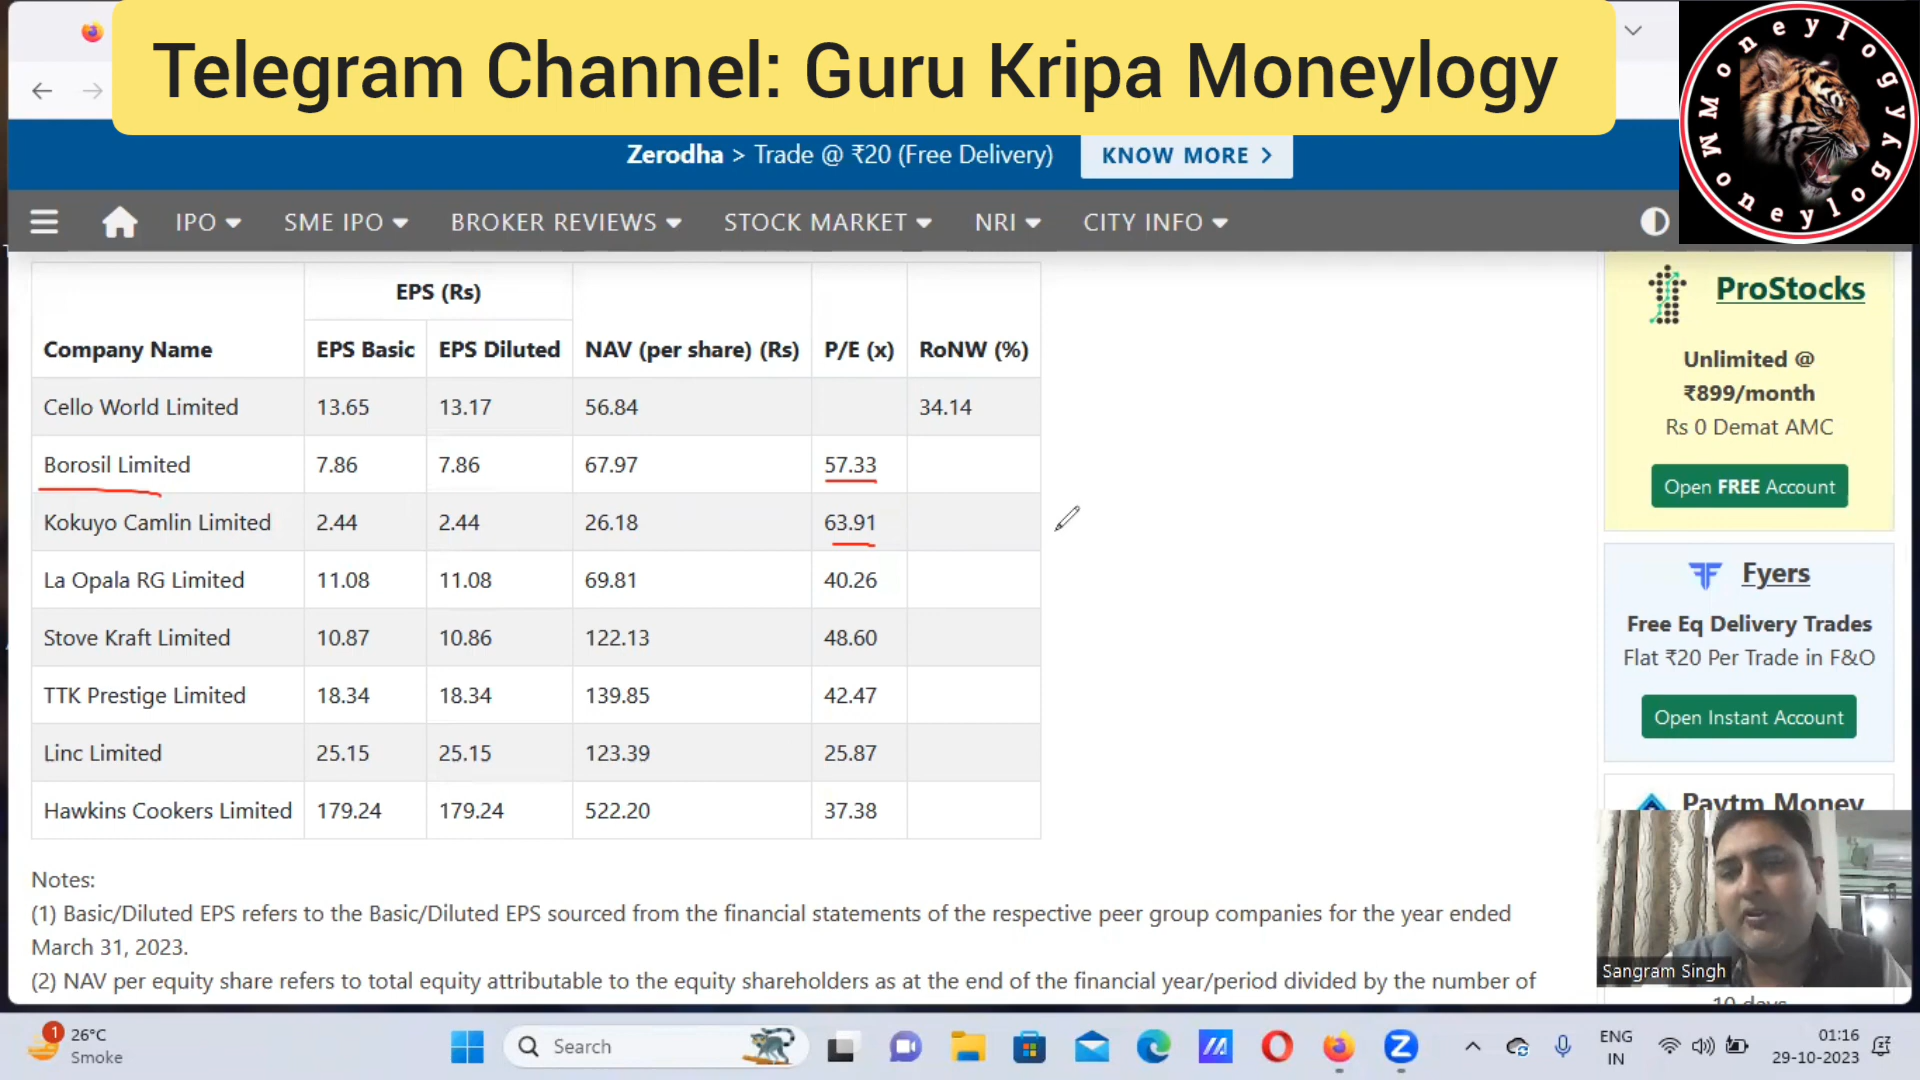 Telegram Channel: Guru Kripa Moneylogy
Moneylogyy Moneylogyy
Zerodha > Trade @ ₹20 (Free Delivery) KNOW MORE >
IPO SME IPO BROKER REVIEWS STOCK MARKET NRI CITY INFO
EPS (Rs)
Company Name EPS Basic EPS Diluted NAV (per share) (Rs) P/E (x) RoNW (%)
Cello World Limited 13.65 13.17 56.84 34.14
Borosil Limited 7.86 7.86 67.97 57.33
Kokuyo Camlin Limited 2.44 2.44 26.18 63.91
La Opala RG Limited 11.08 11.08 69.81 40.26
Stove Kraft Limited 10.87 10.86 122.13 48.60
TTK Prestige Limited 18.34 18.34 139.85 42.47
Linc Limited 25.15 25.15 123.39 25.87
Hawkins Cookers Limited 179.24 179.24 522.20 37.38
Notes:
(1) Basic/Diluted EPS refers to the Basic/Diluted EPS sourced from the financial statements of the respective peer group companies for the year ended
March 31, 2023.
(2) NAV per equity share refers to total equity attributable to the equity shareholders as at the end of the financial year/period divided by the number of
ProStocks
Unlimited @
₹899/month
Rs 0 Demat AMC
Open FREE Account
Fyers
Free Eq Delivery Trades
Flat ₹20 Per Trade in F&O
Open Instant Account
Paytm Money
Sangram Singh
10 days
1
26°C
Smoke
Search
ENG
IN
01:16
29-10-2023